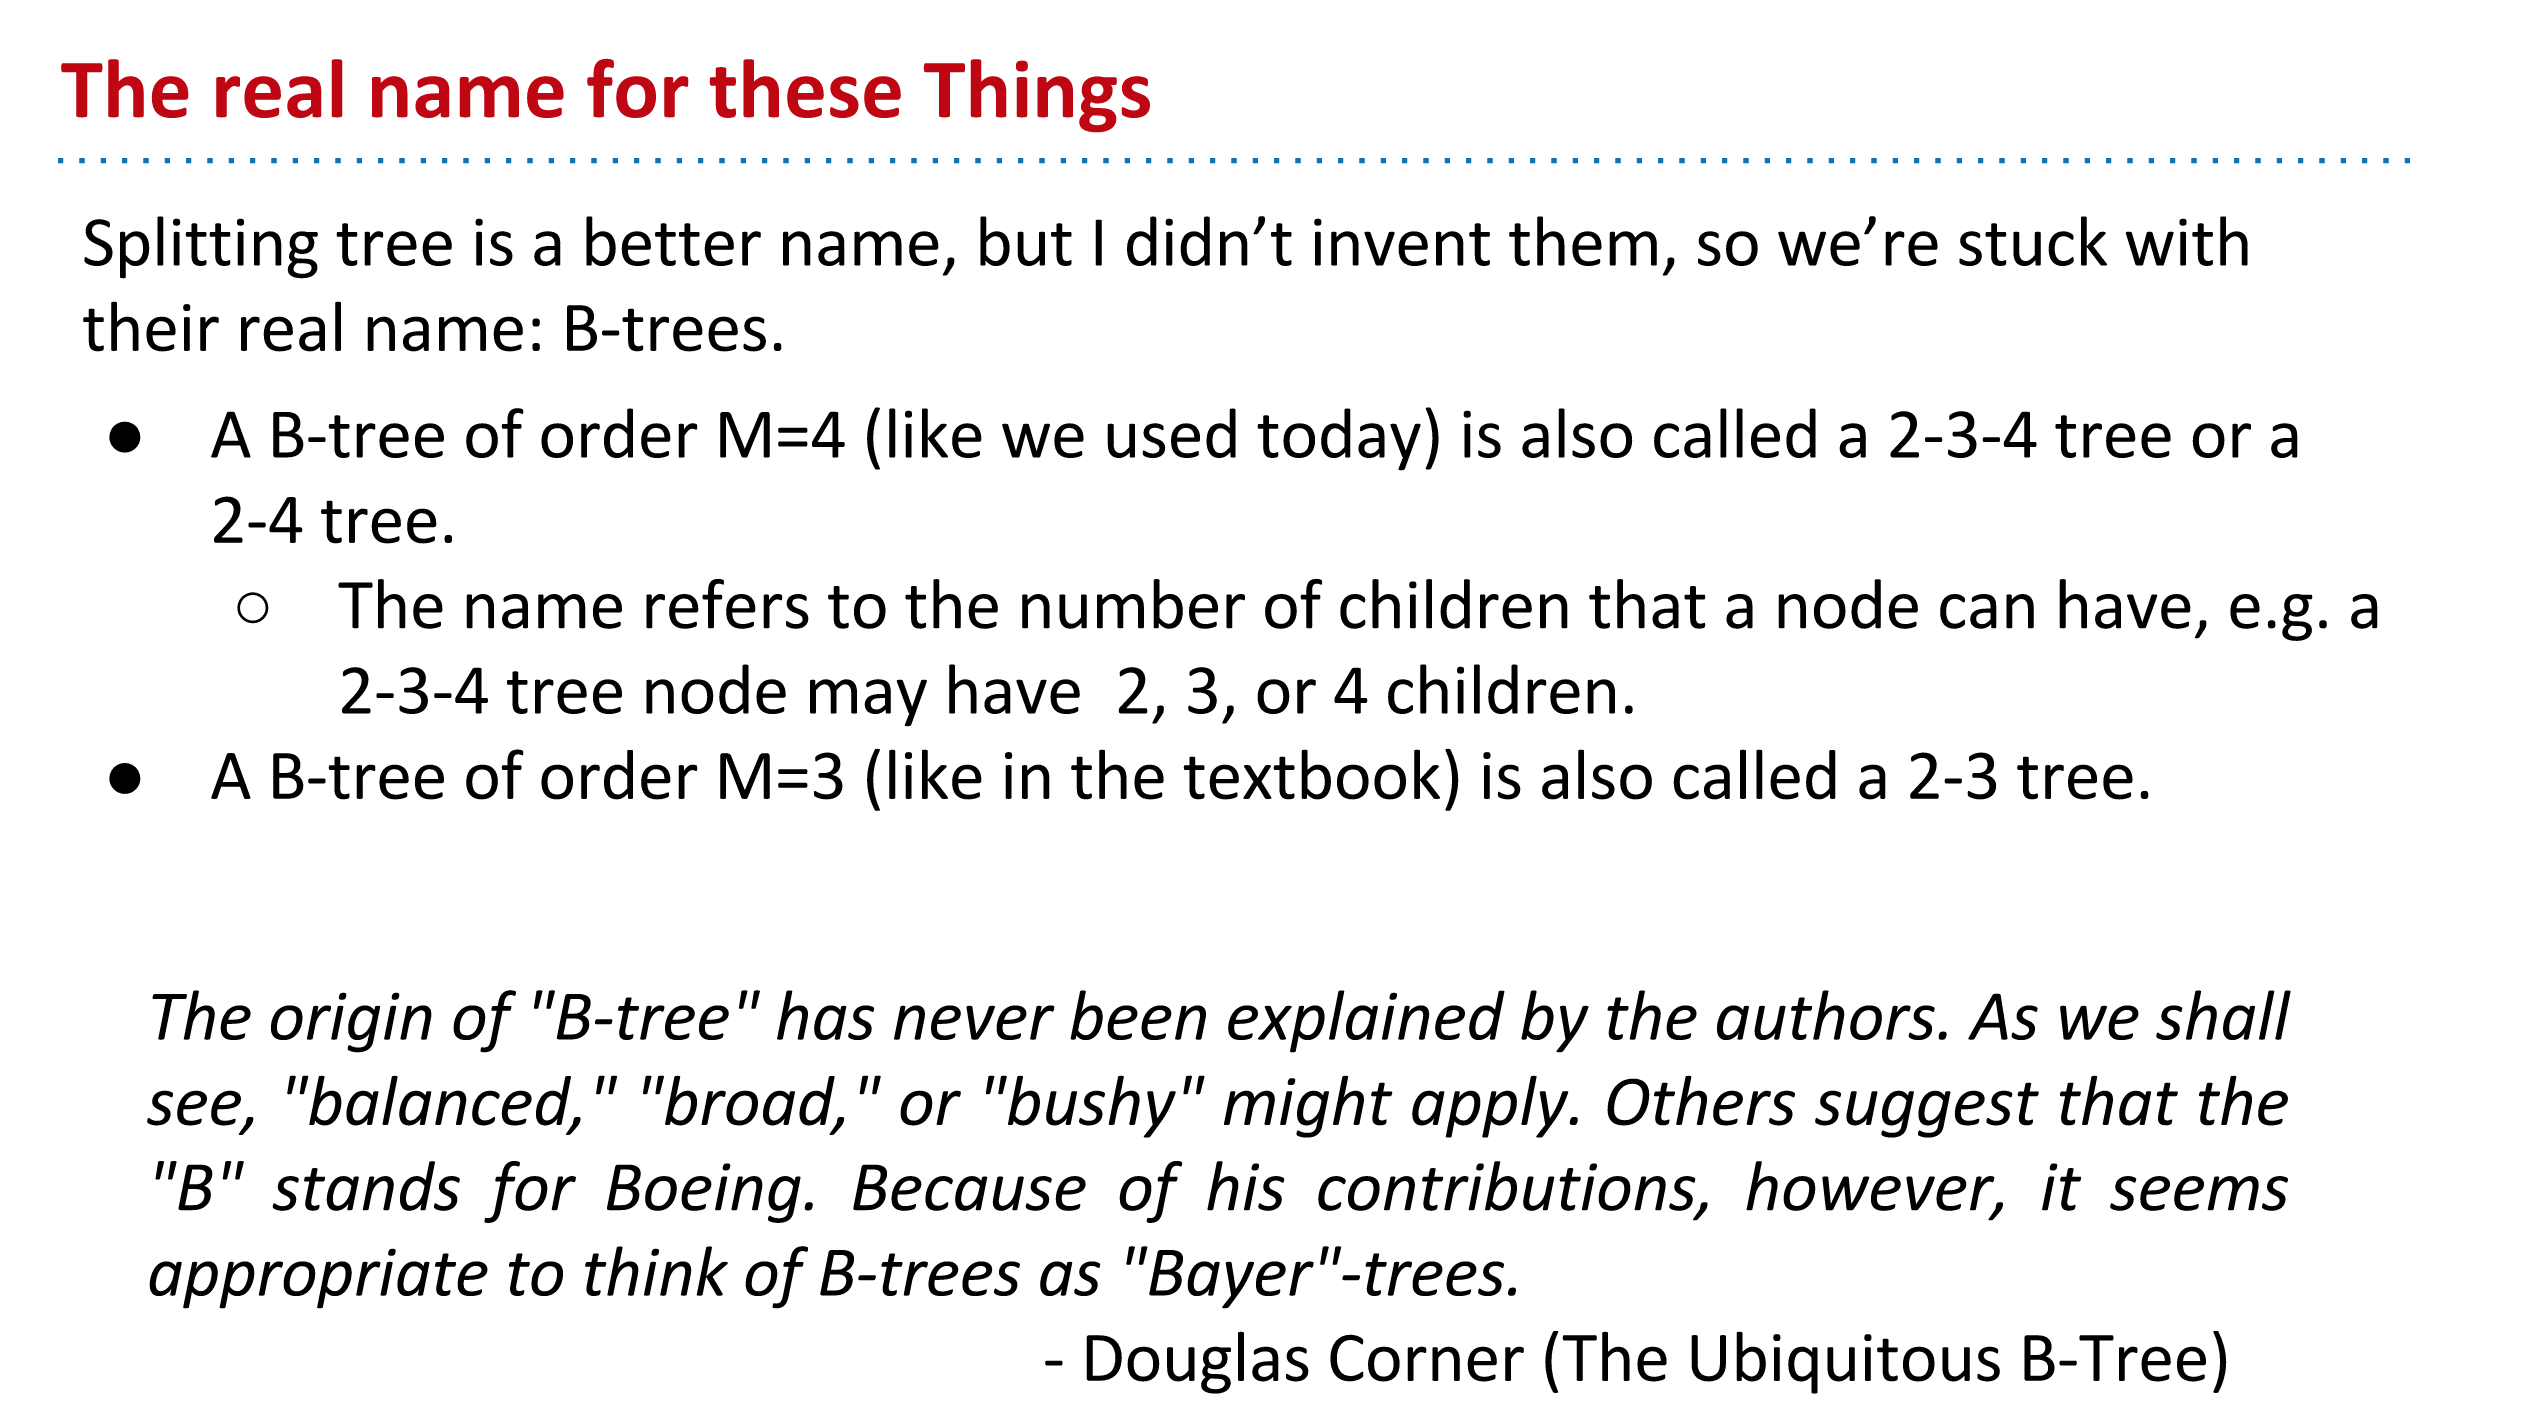 The real name for these Things
Splitting tree is a better name, but I didn’t invent them, so we’re stuck with
their real name: B-trees.
● A B-tree of order M=4 (like we used today) is also called a 2-3-4 tree or a
2-4 tree.
○ The name refers to the number of children that a node can have, e.g. a
2-3-4 tree node may have  2, 3, or 4 children.
● A B-tree of order M=3 (like in the textbook) is also called a 2-3 tree.
The origin of "B-tree" has never been explained by the authors. As we shall
see, "balanced," "broad," or "bushy" might apply. Others suggest that the
"B" stands for Boeing. Because of his contributions, however, it seems
appropriate to think of B-trees as "Bayer"-trees.
- Douglas Corner (The Ubiquitous B-Tree)